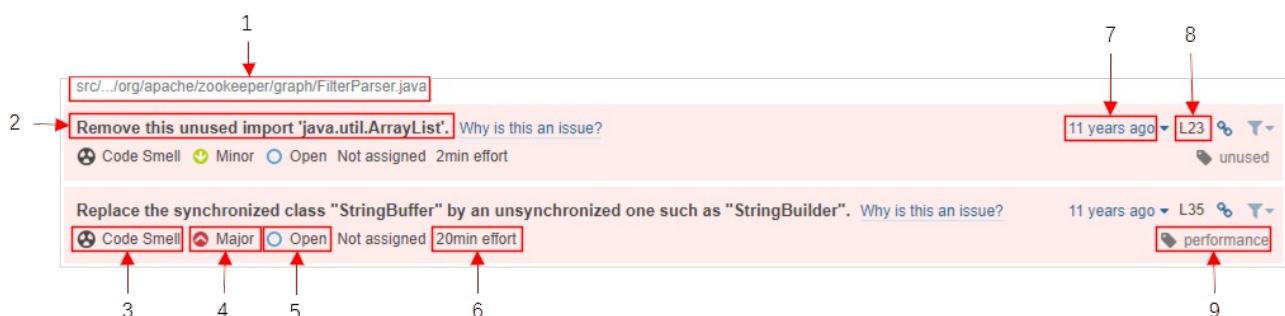 1
7
8
src/.../org/apache/zookeeper/graph/FilterParser.java
2
Remove this unused import 'java.util.ArrayList'. Why is this an issue? 11 years ago L23
Code Smell Minor Open Not assigned 2min effort unused
Replace the synchronized class "StringBuffer" by an unsynchronized one such as "StringBuilder". Why is this an issue? 11 years ago L35
Code Smell Major Open Not assigned 20min effort performance
3 4 5 6 9